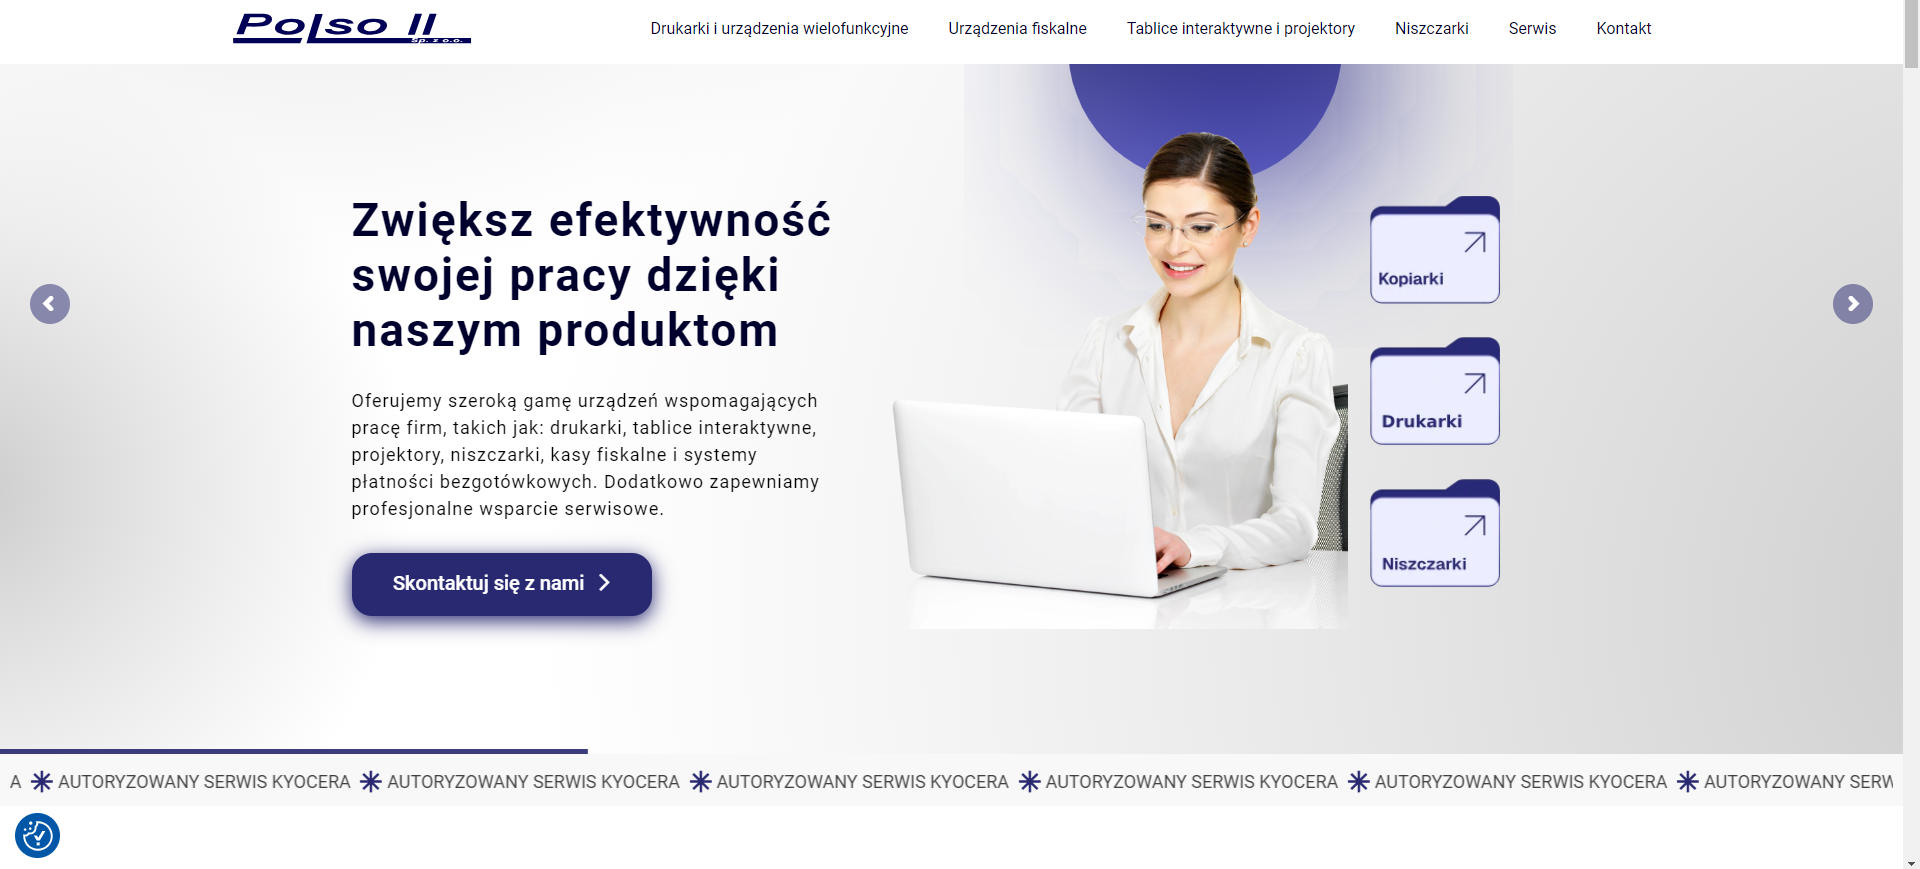 PoLso II
Sp. z o.o.
Drukarki i urządzenia wielofunkcyjne
Urządzenia fiskalne
Tablice interaktywne i projektory
Niszczarki
Serwis
Kontakt
Zwiększ efektywność
swojej pracy dzięki
naszym produktom
Oferujemy szeroką gamę urządzeń wspomagających
pracę firm, takich jak: drukarki, tablice interaktywne,
projektory, niszczarki, kasy fiskalne i systemy
płatności bezgotówkowych. Dodatkowo zapewniamy
profesjonalne wsparcie serwisowe.
Skontaktuj się z nami
Kopiarki
Drukarki
Niszczarki
A AUTORYZOWANY SERWIS KYOCERA AUTORYZOWANY SERWIS KYOCERA AUTORYZOWANY SERWIS KYOCERA AUTORYZOWANY SERWIS KYOCERA AUTORYZOWANY SERWIS KYOCERA AUTORYZOWANY SERW